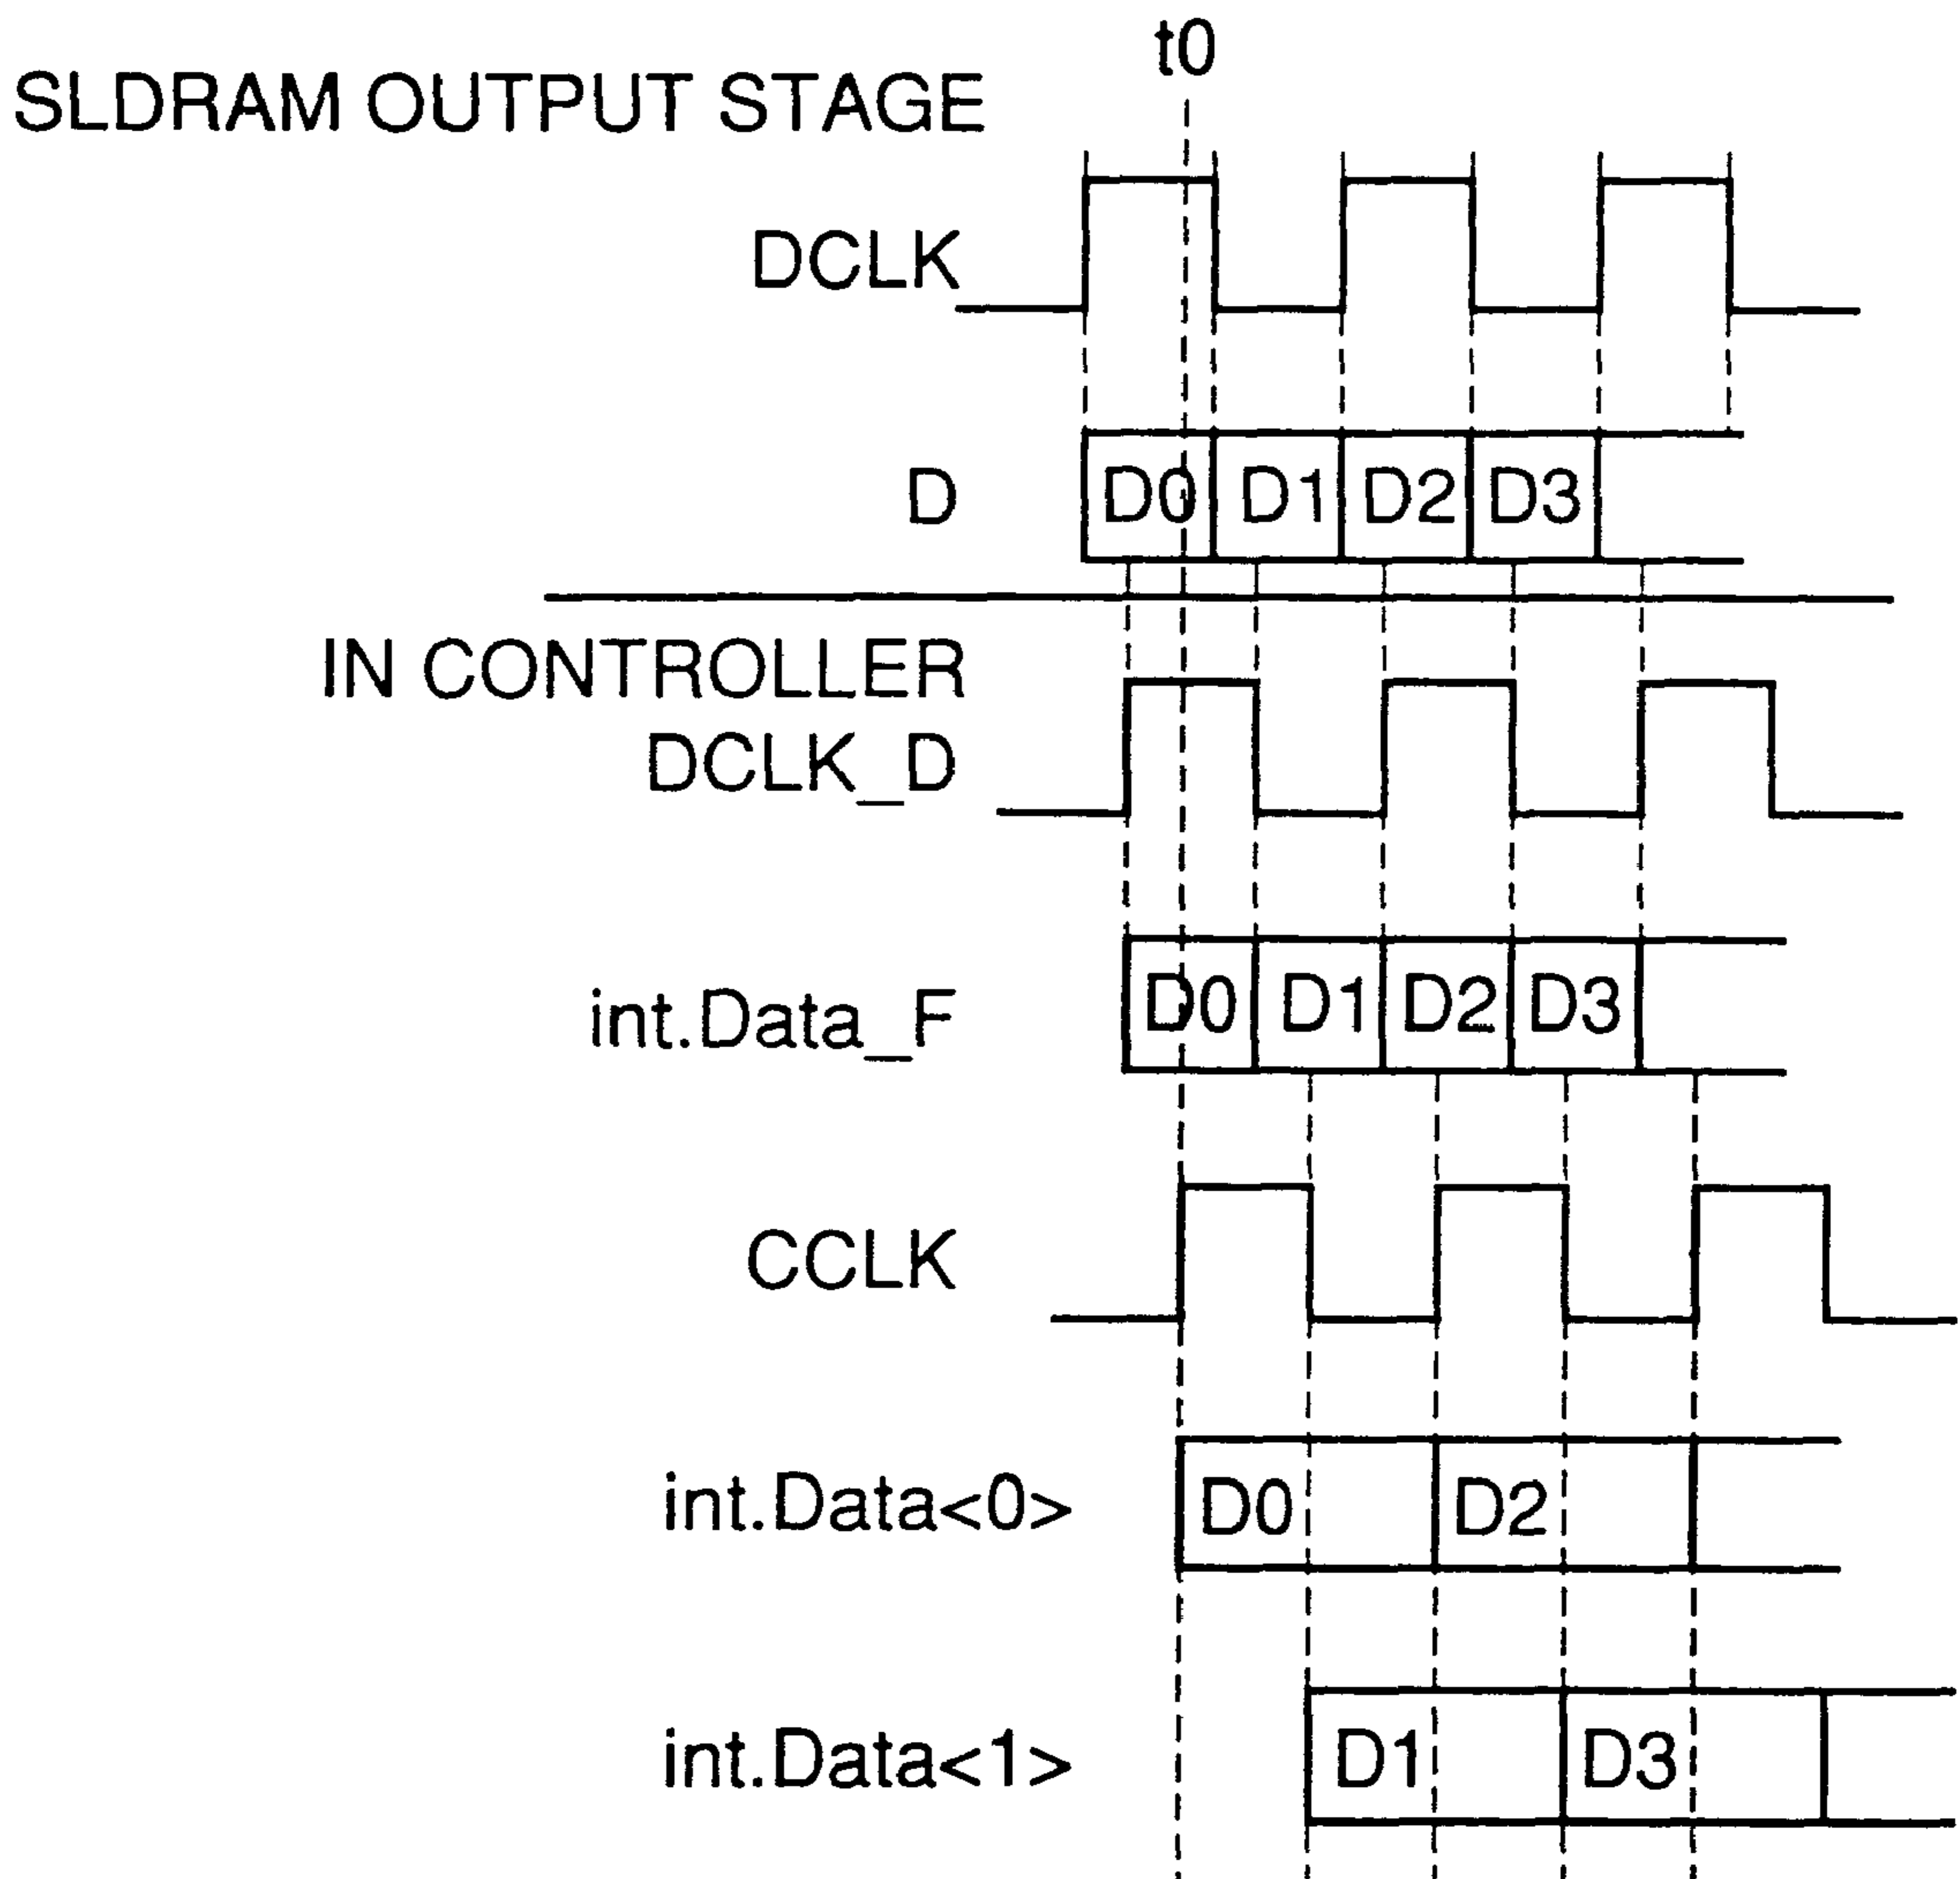 t0
SLDRAM OUTPUT STAGE
DCLK
D D0 D1 D2 D3
IN CONTROLLER
DCLK_D
int.Data_F D0 D1 D2 D3
CCLK
int.Data<0> D0 D2
int.Data<1> D1 D3